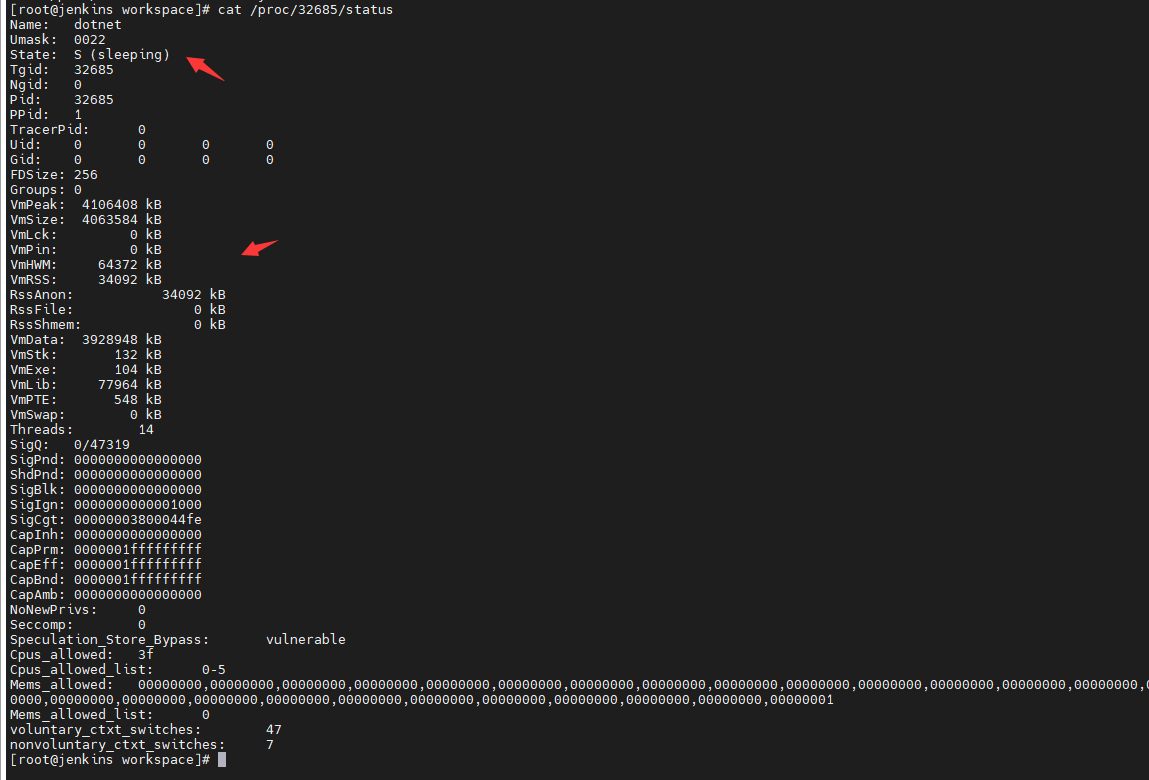 [root@jenkins workspace]# cat /proc/32685/status
Name:	dotnet
Umask:	0022
State:	S (sleeping)
Tgid:	32685
Ngid:	0
Pid:	32685
PPid:	1
TracerPid:	0
Uid:	0	0	0	0
Gid:	0	0	0	0
FDSize:	256
Groups:	0
VmPeak:	 4106408 kB
VmSize:	 4063584 kB
VmLck:	       0 kB
VmPin:	       0 kB
VmHWM:	   64372 kB
VmRSS:	   34092 kB
RssAnon:	   34092 kB
RssFile:	       0 kB
RssShmem:	       0 kB
VmData:	 3928948 kB
VmStk:	     132 kB
VmExe:	     104 kB
VmLib:	   77964 kB
VmPTE:	     548 kB
VmSwap:	       0 kB
Threads:	14
SigQ:	0/47319
SigPnd:	0000000000000000
ShdPnd:	0000000000000000
SigBlk:	0000000000000000
SigIgn:	0000000000001000
SigCgt:	00000003800044fe
CapInh:	0000000000000000
CapPrm:	0000001fffffffff
CapEff:	0000001fffffffff
CapBnd:	0000001fffffffff
CapAmb:	0000000000000000
NoNewPrivs:	0
Seccomp:	0
Speculation_Store_Bypass:	vulnerable
Cpus_allowed:	3f
Cpus_allowed_list:	0-5
Mems_allowed:	00000000,00000000,00000000,00000000,00000000,00000000,00000000,00000000,00000000,00000000,00000000,00000000,00000000,00000000,0
0000,00000000,00000000,00000000,00000000,00000000,00000000,00000000,00000000,00000000,00000000,00000001
Mems_allowed_list:	0
voluntary_ctxt_switches:	47
nonvoluntary_ctxt_switches:	7
[root@jenkins workspace]#